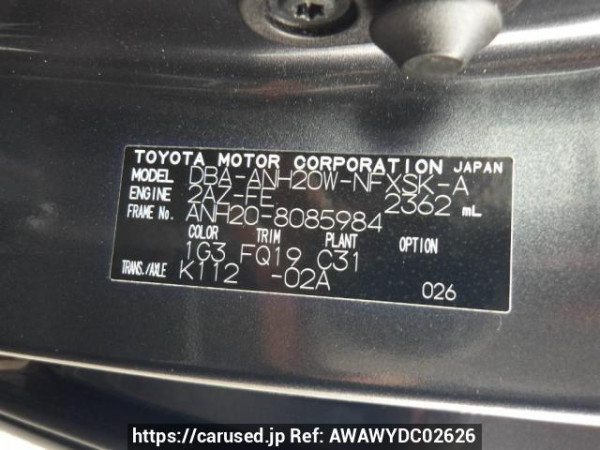 TOYOTA MOTOR CORPORATION JAPAN
MODEL DBA-ANH20W-NFXSK-A
ENGINE 2AZ-FE 2362 mL
FRAME No. ANH20-8085984
COLOR TRIM PLANT OPTION
1G3 FQ19 C31
TRANS./AXLE K112 -02A
026
https://carused.jp Ref: AWAWYDC02626